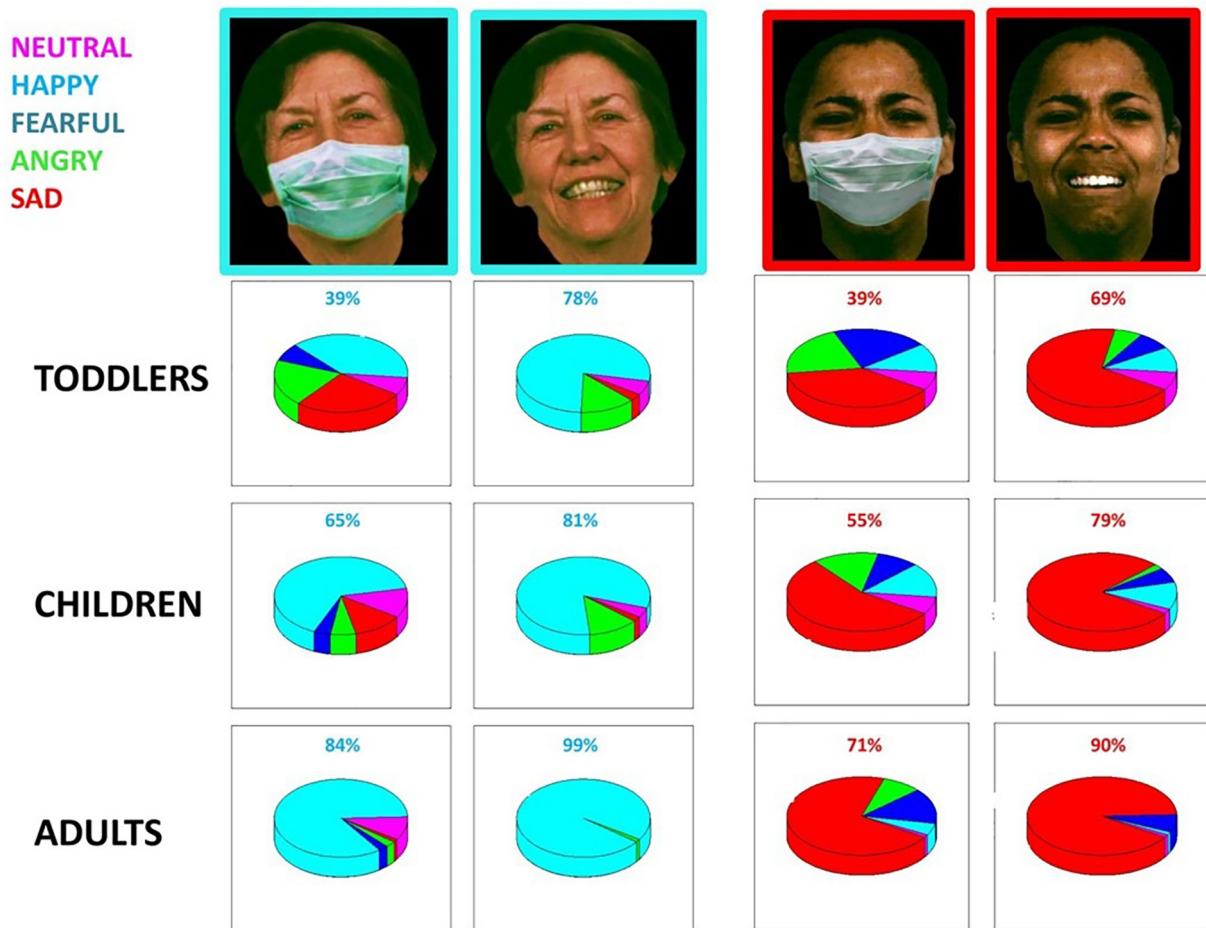 NEUTRAL
HAPPY
FEARFUL
ANGRY
SAD
39% 78% 39% 69%
TODDLERS
65% 81% 55% 79%
CHILDREN
84% 99% 71% 90%
ADULTS